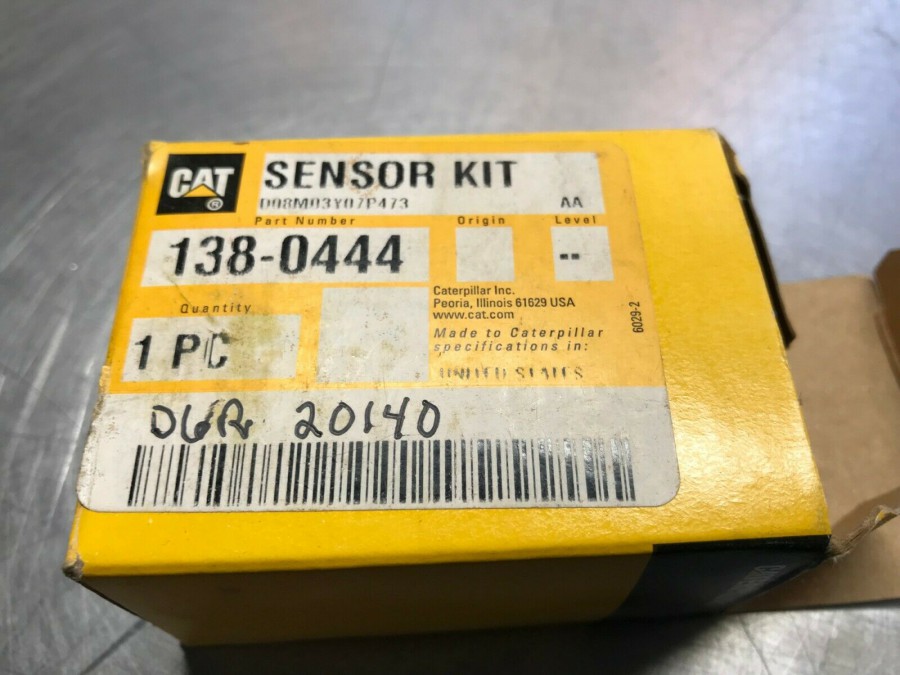 CAT ®
SENSOR KIT
D08M03Y07P473 AA
Part Number Origin Level
138-0444 --
Caterpillar Inc.
Peoria, Illinois 61629 USA
www.cat.com
Quantity
1 PC
Made to Caterpillar
specifications in:
UNITED STATES
6029-2
D6R 20140